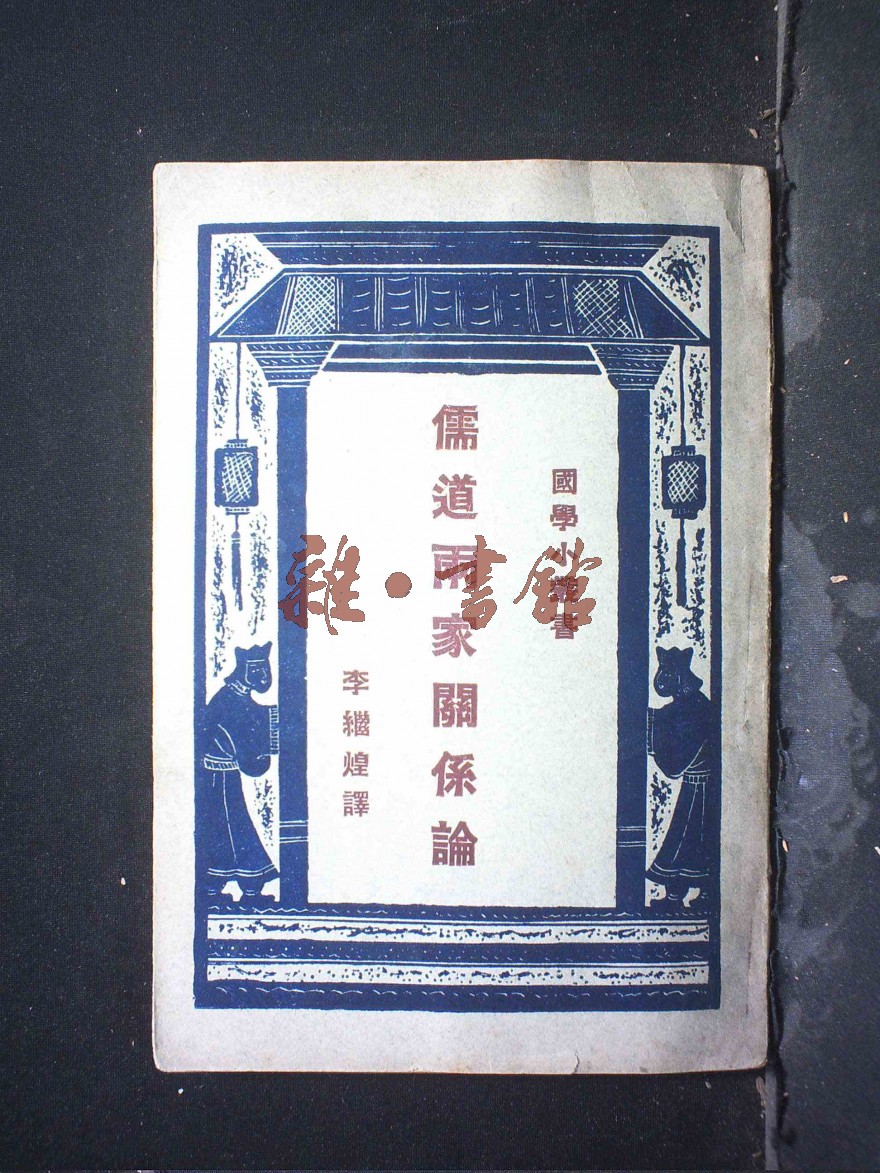 國學小叢書
儒道兩家關係論
李繼煌譯
雜·書館